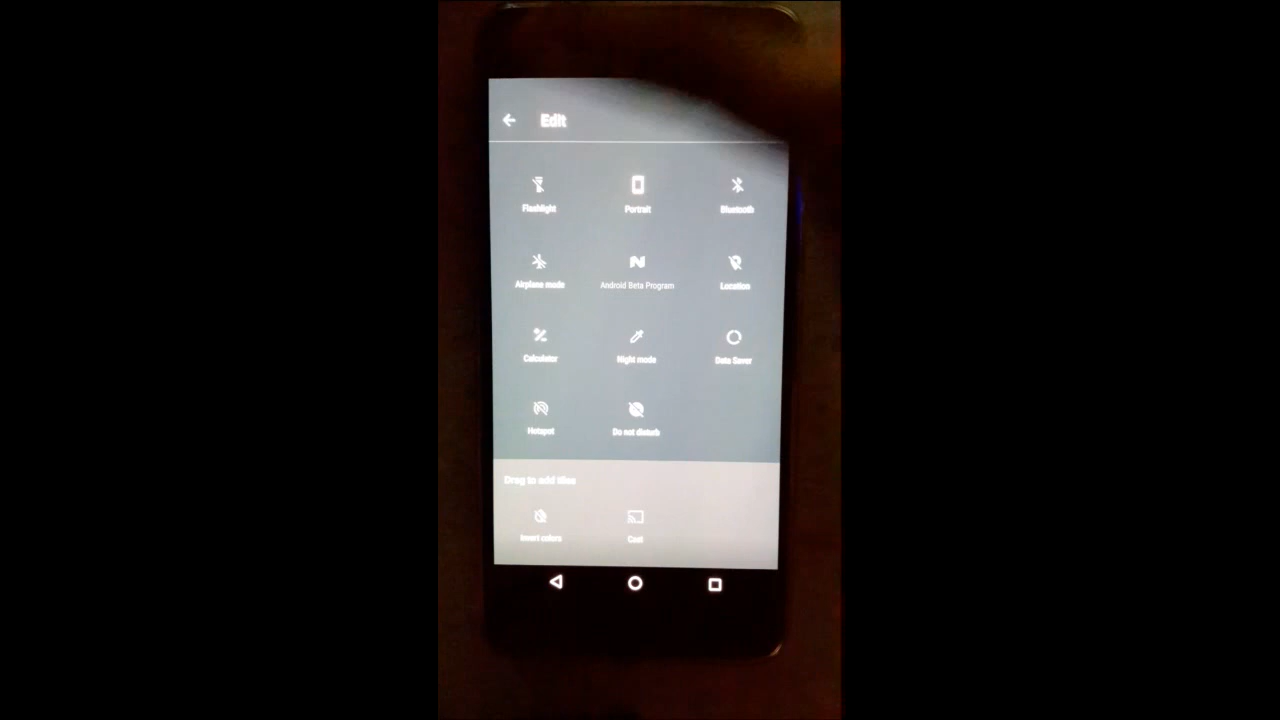 Edit
Flashlight Portrait Bluetooth
Airplane mode Android Beta Program Location
Calculator Night mode Data Saver
Hotspot Do not disturb
Drag to add tiles
Invert colors Cast